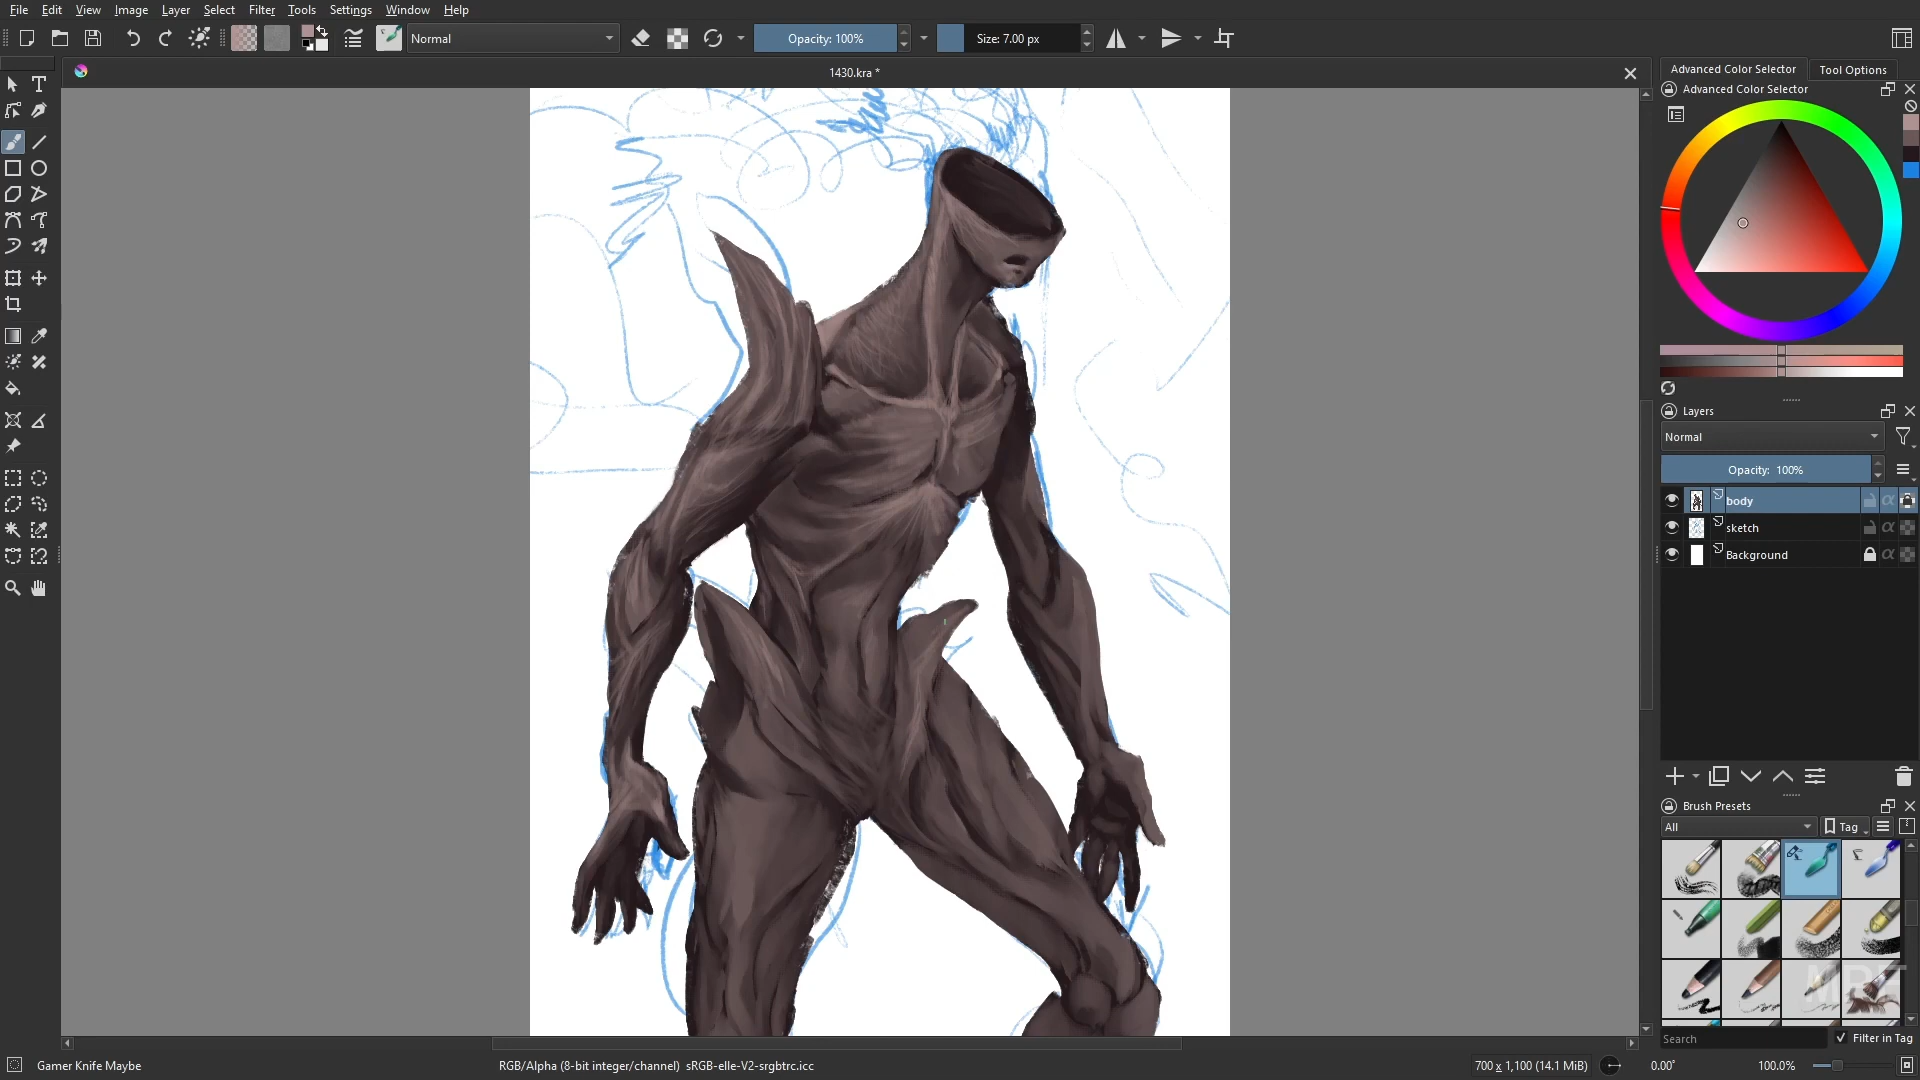 File Edit View Image Layer Select Filter Tools Settings Window Help
Normal
Opacity: 100%
Size: 7.00 px
1430.kra *
Advanced Color Selector
Tool Options
Advanced Color Selector
Layers
Normal
Opacity: 100%
body
sketch
Background
Brush Presets
All
Tag
Search
Filter in Tag
Gamer Knife Maybe
RGB/Alpha (8-bit integer/channel) sRGB-elle-V2-srgbtrc.icc
700 x 1,100 (14.1 MiB)
0.00°
100.0%